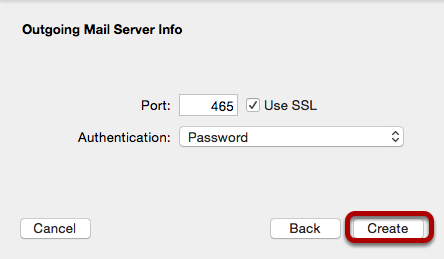 Outgoing Mail Server Info
Port: 465 Use SSL
Authentication: Password
Cancel Back Create